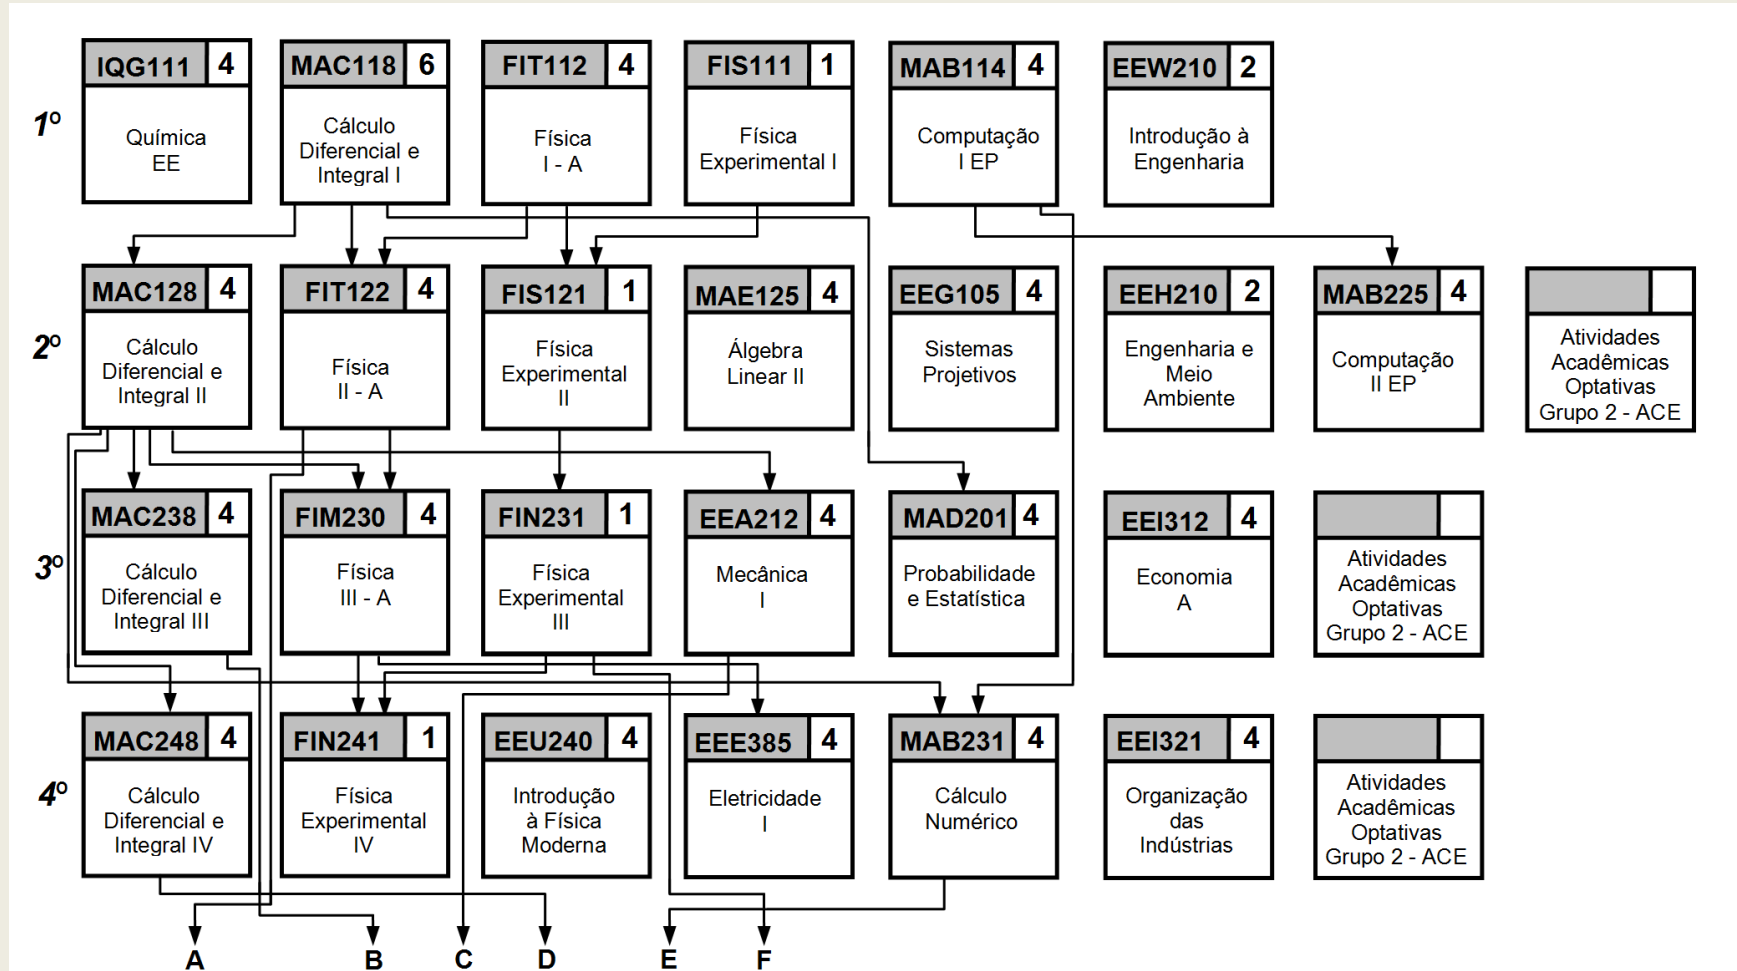 1º
IQG111 4
Química
EE
MAC118 6
Cálculo
Diferencial e
Integral I
FIT112 4
Física
I - A
FIS111 1
Física
Experimental I
MAB114 4
Computação
I EP
EEW210 2
Introdução à
Engenharia
2º
MAC128 4
Cálculo
Diferencial e
Integral II
FIT122 4
Física
II - A
FIS121 1
Física
Experimental
II
MAE125 4
Álgebra
Linear II
EEG105 4
Sistemas
Projetivos
EEH210 2
Engenharia e
Meio
Ambiente
MAB225 4
Computação
II EP
Atividades
Acadêmicas
Optativas
Grupo 2 - ACE
3º
MAC238 4
Cálculo
Diferencial e
Integral III
FIM230 4
Física
III - A
FIN231 1
Física
Experimental
III
EEA212 4
Mecânica
I
MAD201 4
Probabilidade
e Estatística
EEI312 4
Economia
A
Atividades
Acadêmicas
Optativas
Grupo 2 - ACE
4º
MAC248 4
Cálculo
Diferencial e
Integral IV
FIN241 1
Física
Experimental
IV
EEU240 4
Introdução
à Física
Moderna
EEE385 4
Eletricidade
I
MAB231 4
Cálculo
Numérico
EEI321 4
Organização
das
Indústrias
Atividades
Acadêmicas
Optativas
Grupo 2 - ACE
A B C D E F